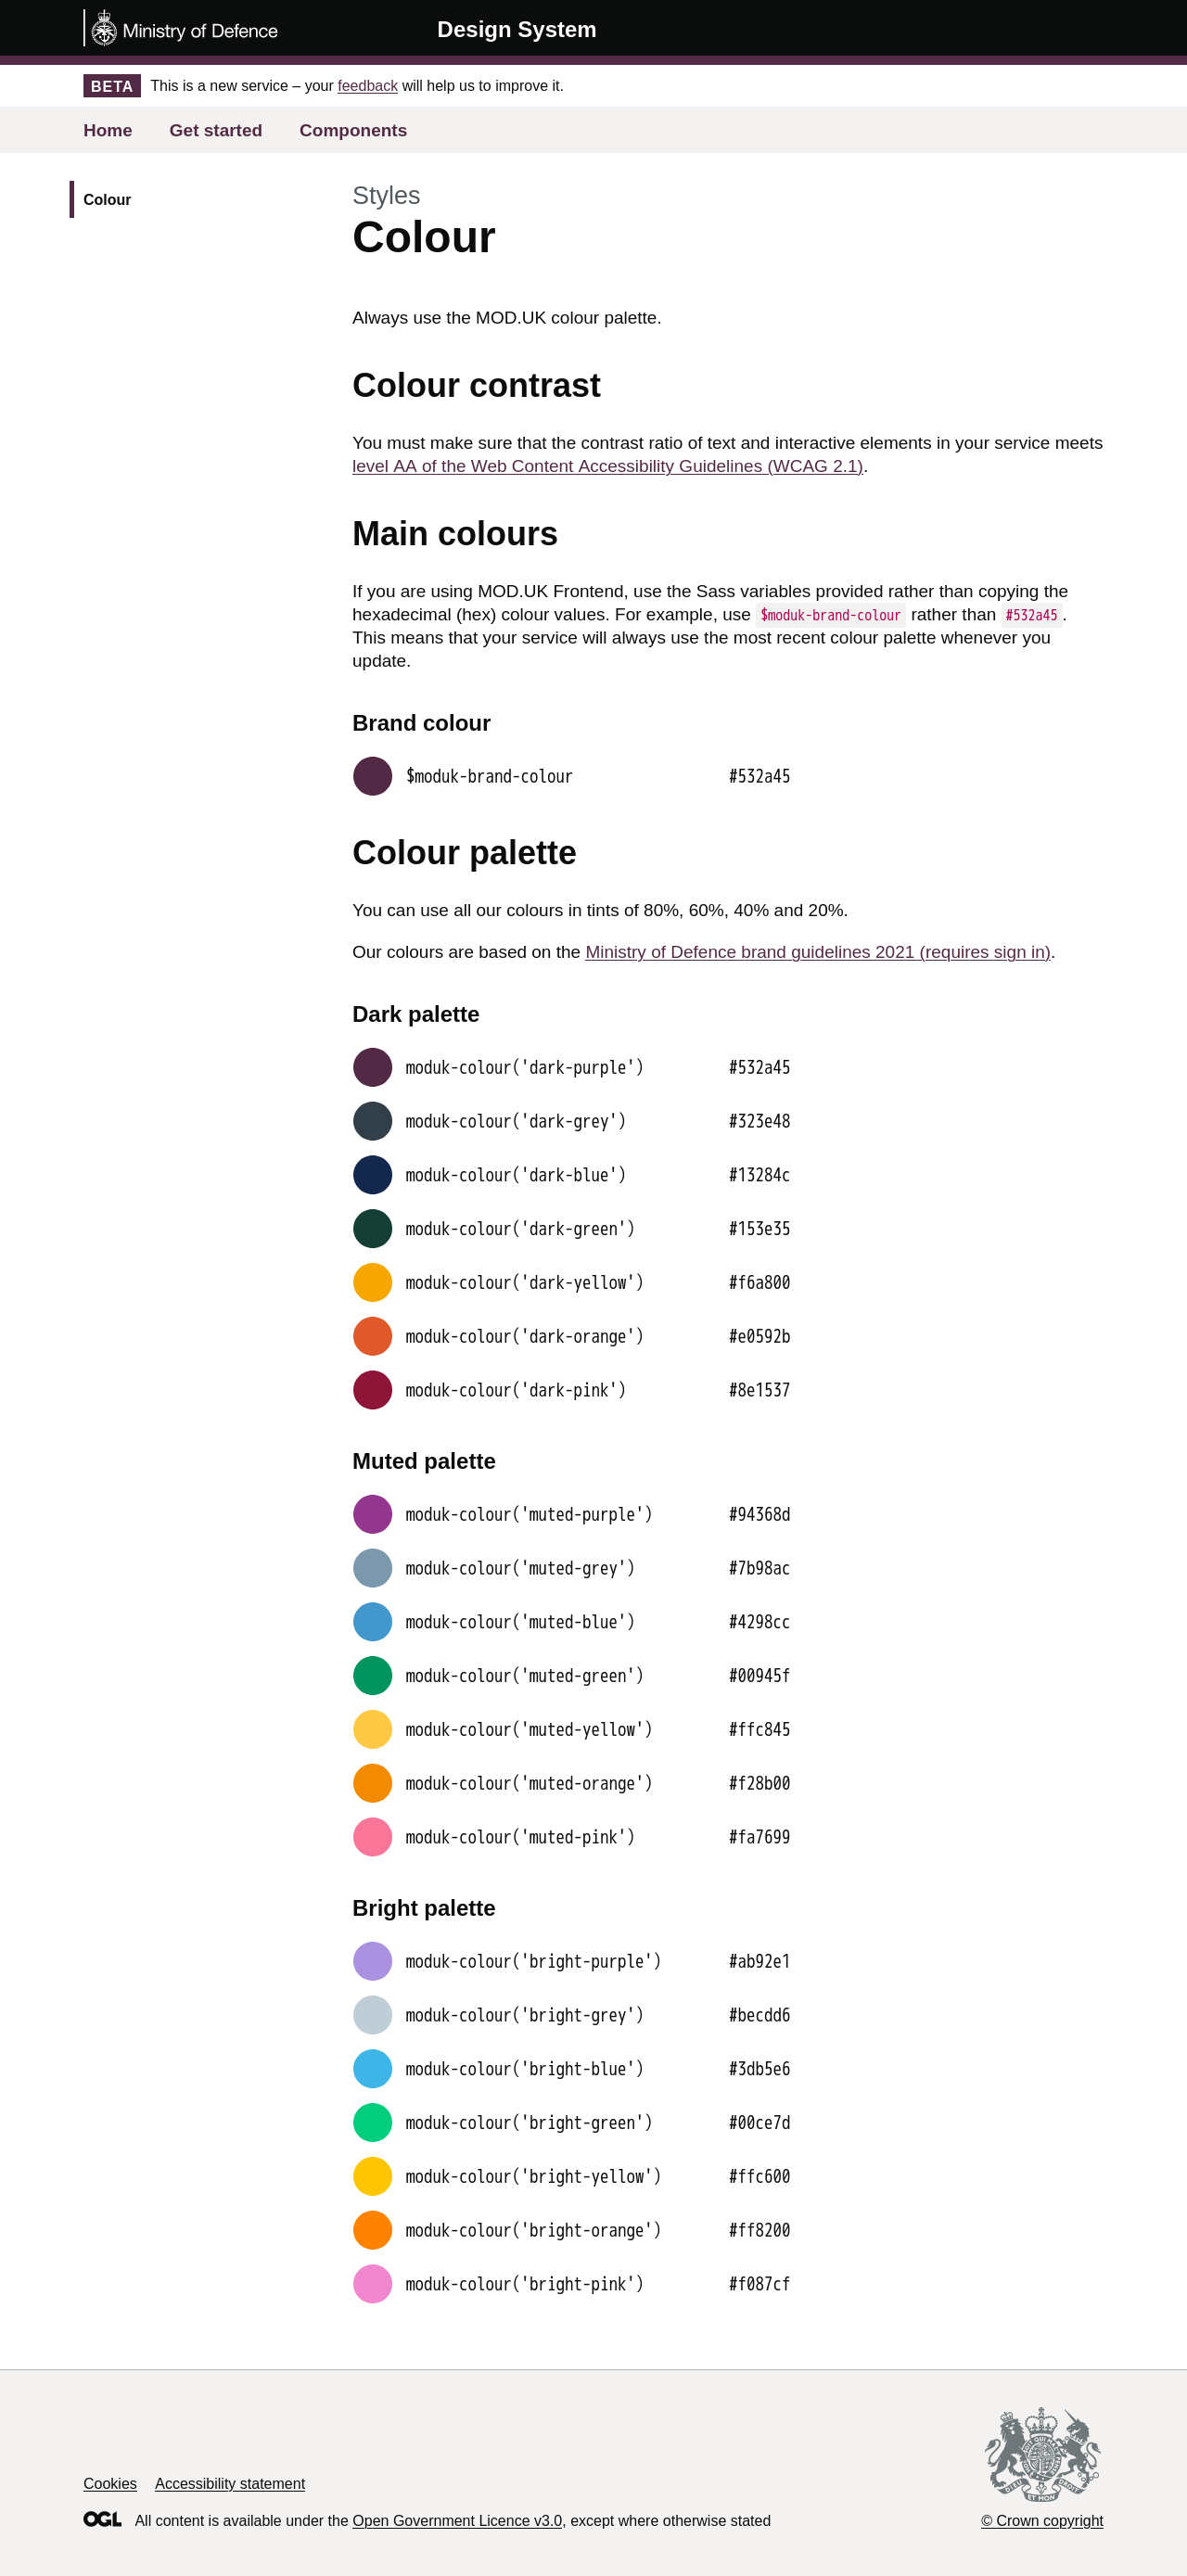 Ministry of Defence
Design System
BETA This is a new service – your feedback will help us to improve it.
Home Get started Components
Colour
Styles
Colour
Always use the MOD.UK colour palette.
Colour contrast
You must make sure that the contrast ratio of text and interactive elements in your service meets
level AA of the Web Content Accessibility Guidelines (WCAG 2.1).
Main colours
If you are using MOD.UK Frontend, use the Sass variables provided rather than copying the
hexadecimal (hex) colour values. For example, use $moduk-brand-colour rather than #532a45.
This means that your service will always use the most recent colour palette whenever you
update.
Brand colour
$moduk-brand-colour #532a45
Colour palette
You can use all our colours in tints of 80%, 60%, 40% and 20%.
Our colours are based on the Ministry of Defence brand guidelines 2021 (requires sign in).
Dark palette
moduk-colour('dark-purple') #532a45
moduk-colour('dark-grey') #323e48
moduk-colour('dark-blue') #13284c
moduk-colour('dark-green') #153e35
moduk-colour('dark-yellow') #f6a800
moduk-colour('dark-orange') #e0592b
moduk-colour('dark-pink') #8e1537
Muted palette
moduk-colour('muted-purple') #94368d
moduk-colour('muted-grey') #7b98ac
moduk-colour('muted-blue') #4298cc
moduk-colour('muted-green') #00945f
moduk-colour('muted-yellow') #ffc845
moduk-colour('muted-orange') #f28b00
moduk-colour('muted-pink') #fa7699
Bright palette
moduk-colour('bright-purple') #ab92e1
moduk-colour('bright-grey') #becdd6
moduk-colour('bright-blue') #3db5e6
moduk-colour('bright-green') #00ce7d
moduk-colour('bright-yellow') #ffc600
moduk-colour('bright-orange') #ff8200
moduk-colour('bright-pink') #f087cf
Cookies Accessibility statement
OGL All content is available under the Open Government Licence v3.0, except where otherwise stated
© Crown copyright